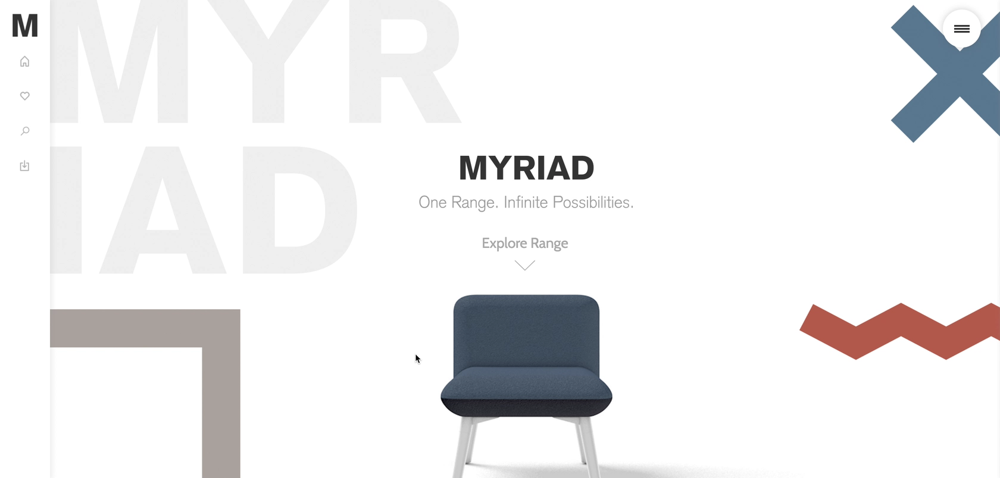 M
MYR
IAD
MYRIAD
One Range. Infinite Possibilities.
Explore Range